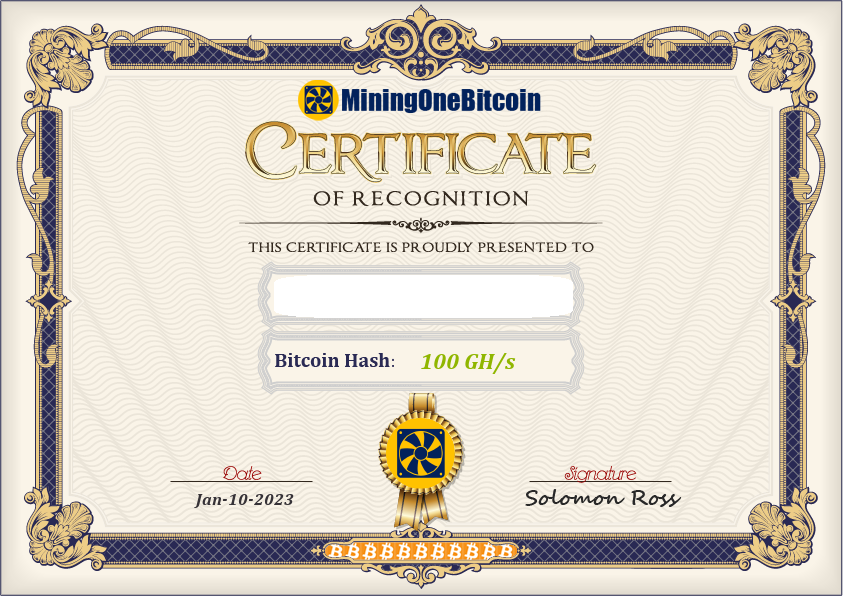 MiningOneBitcoin
CERTIFICATE
OF RECOGNITION
THIS CERTIFICATE IS PROUDLY PRESENTED TO
Bitcoin Hash: 100 GH/s
Date
Jan-10-2023
Signature
Solomon Ross
₿₿₿₿₿₿₿₿₿₿₿